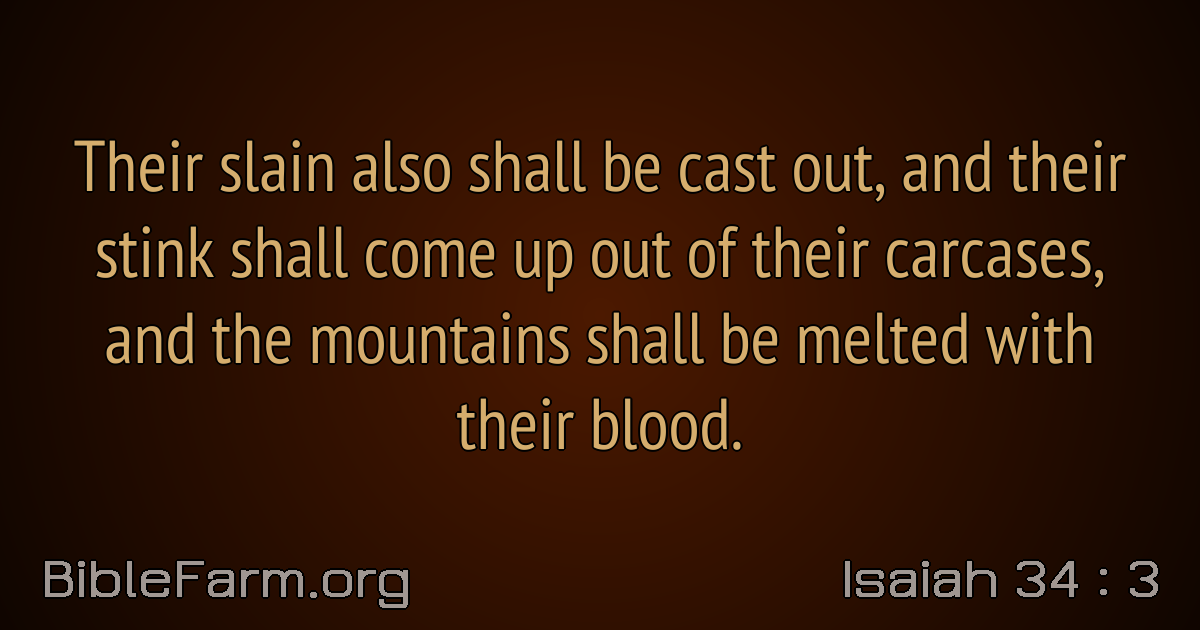 Their slain also shall be cast out, and their
stink shall come up out of their carcases,
and the mountains shall be melted with
their blood.
BibleFarm.org
Isaiah 34 : 3